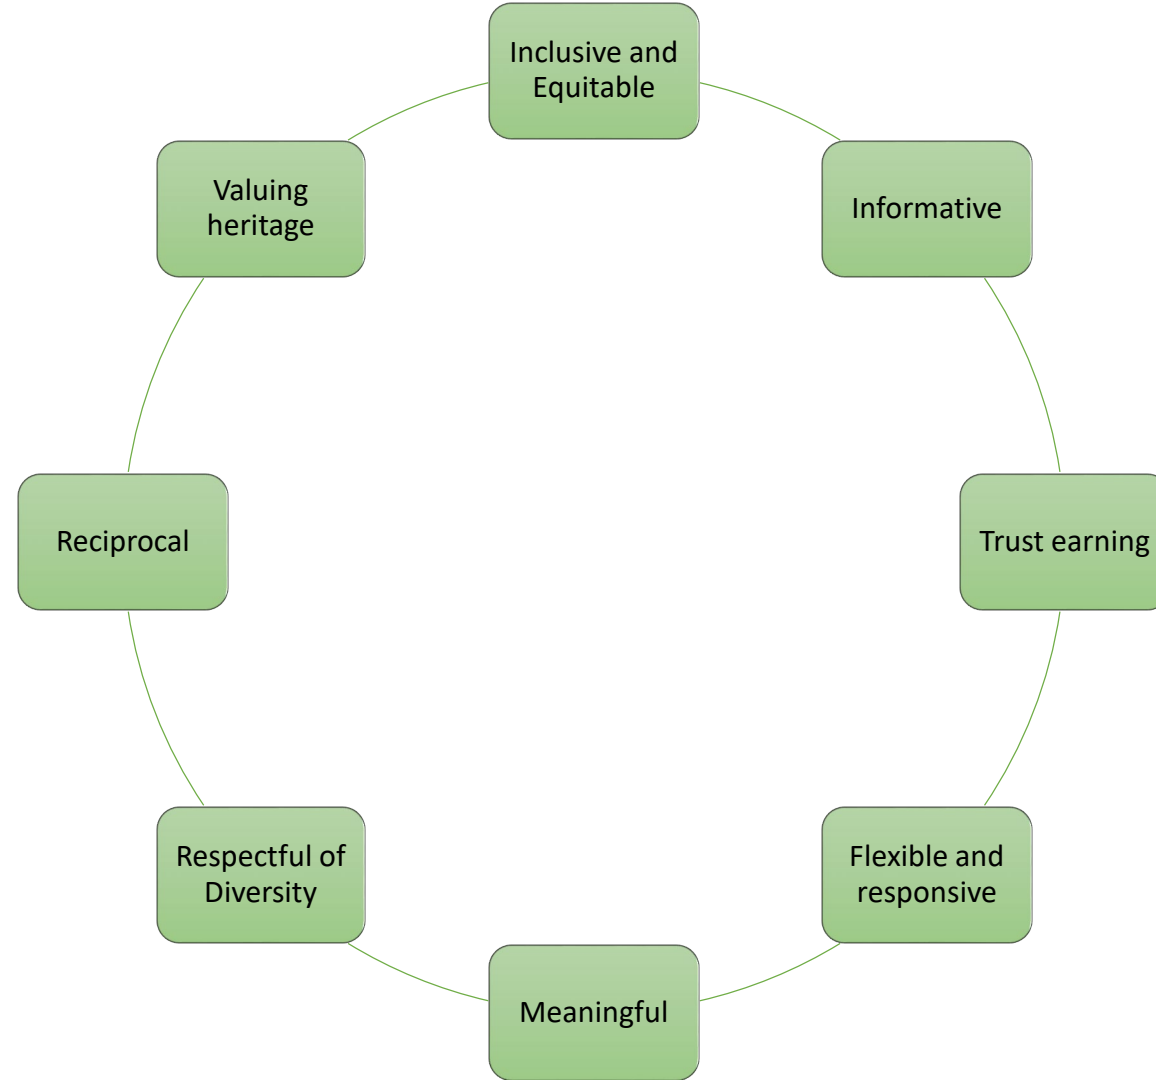 Inclusive and
Equitable
Informative
Trust earning
Flexible and
responsive
Meaningful
Respectful of
Diversity
Reciprocal
Valuing
heritage